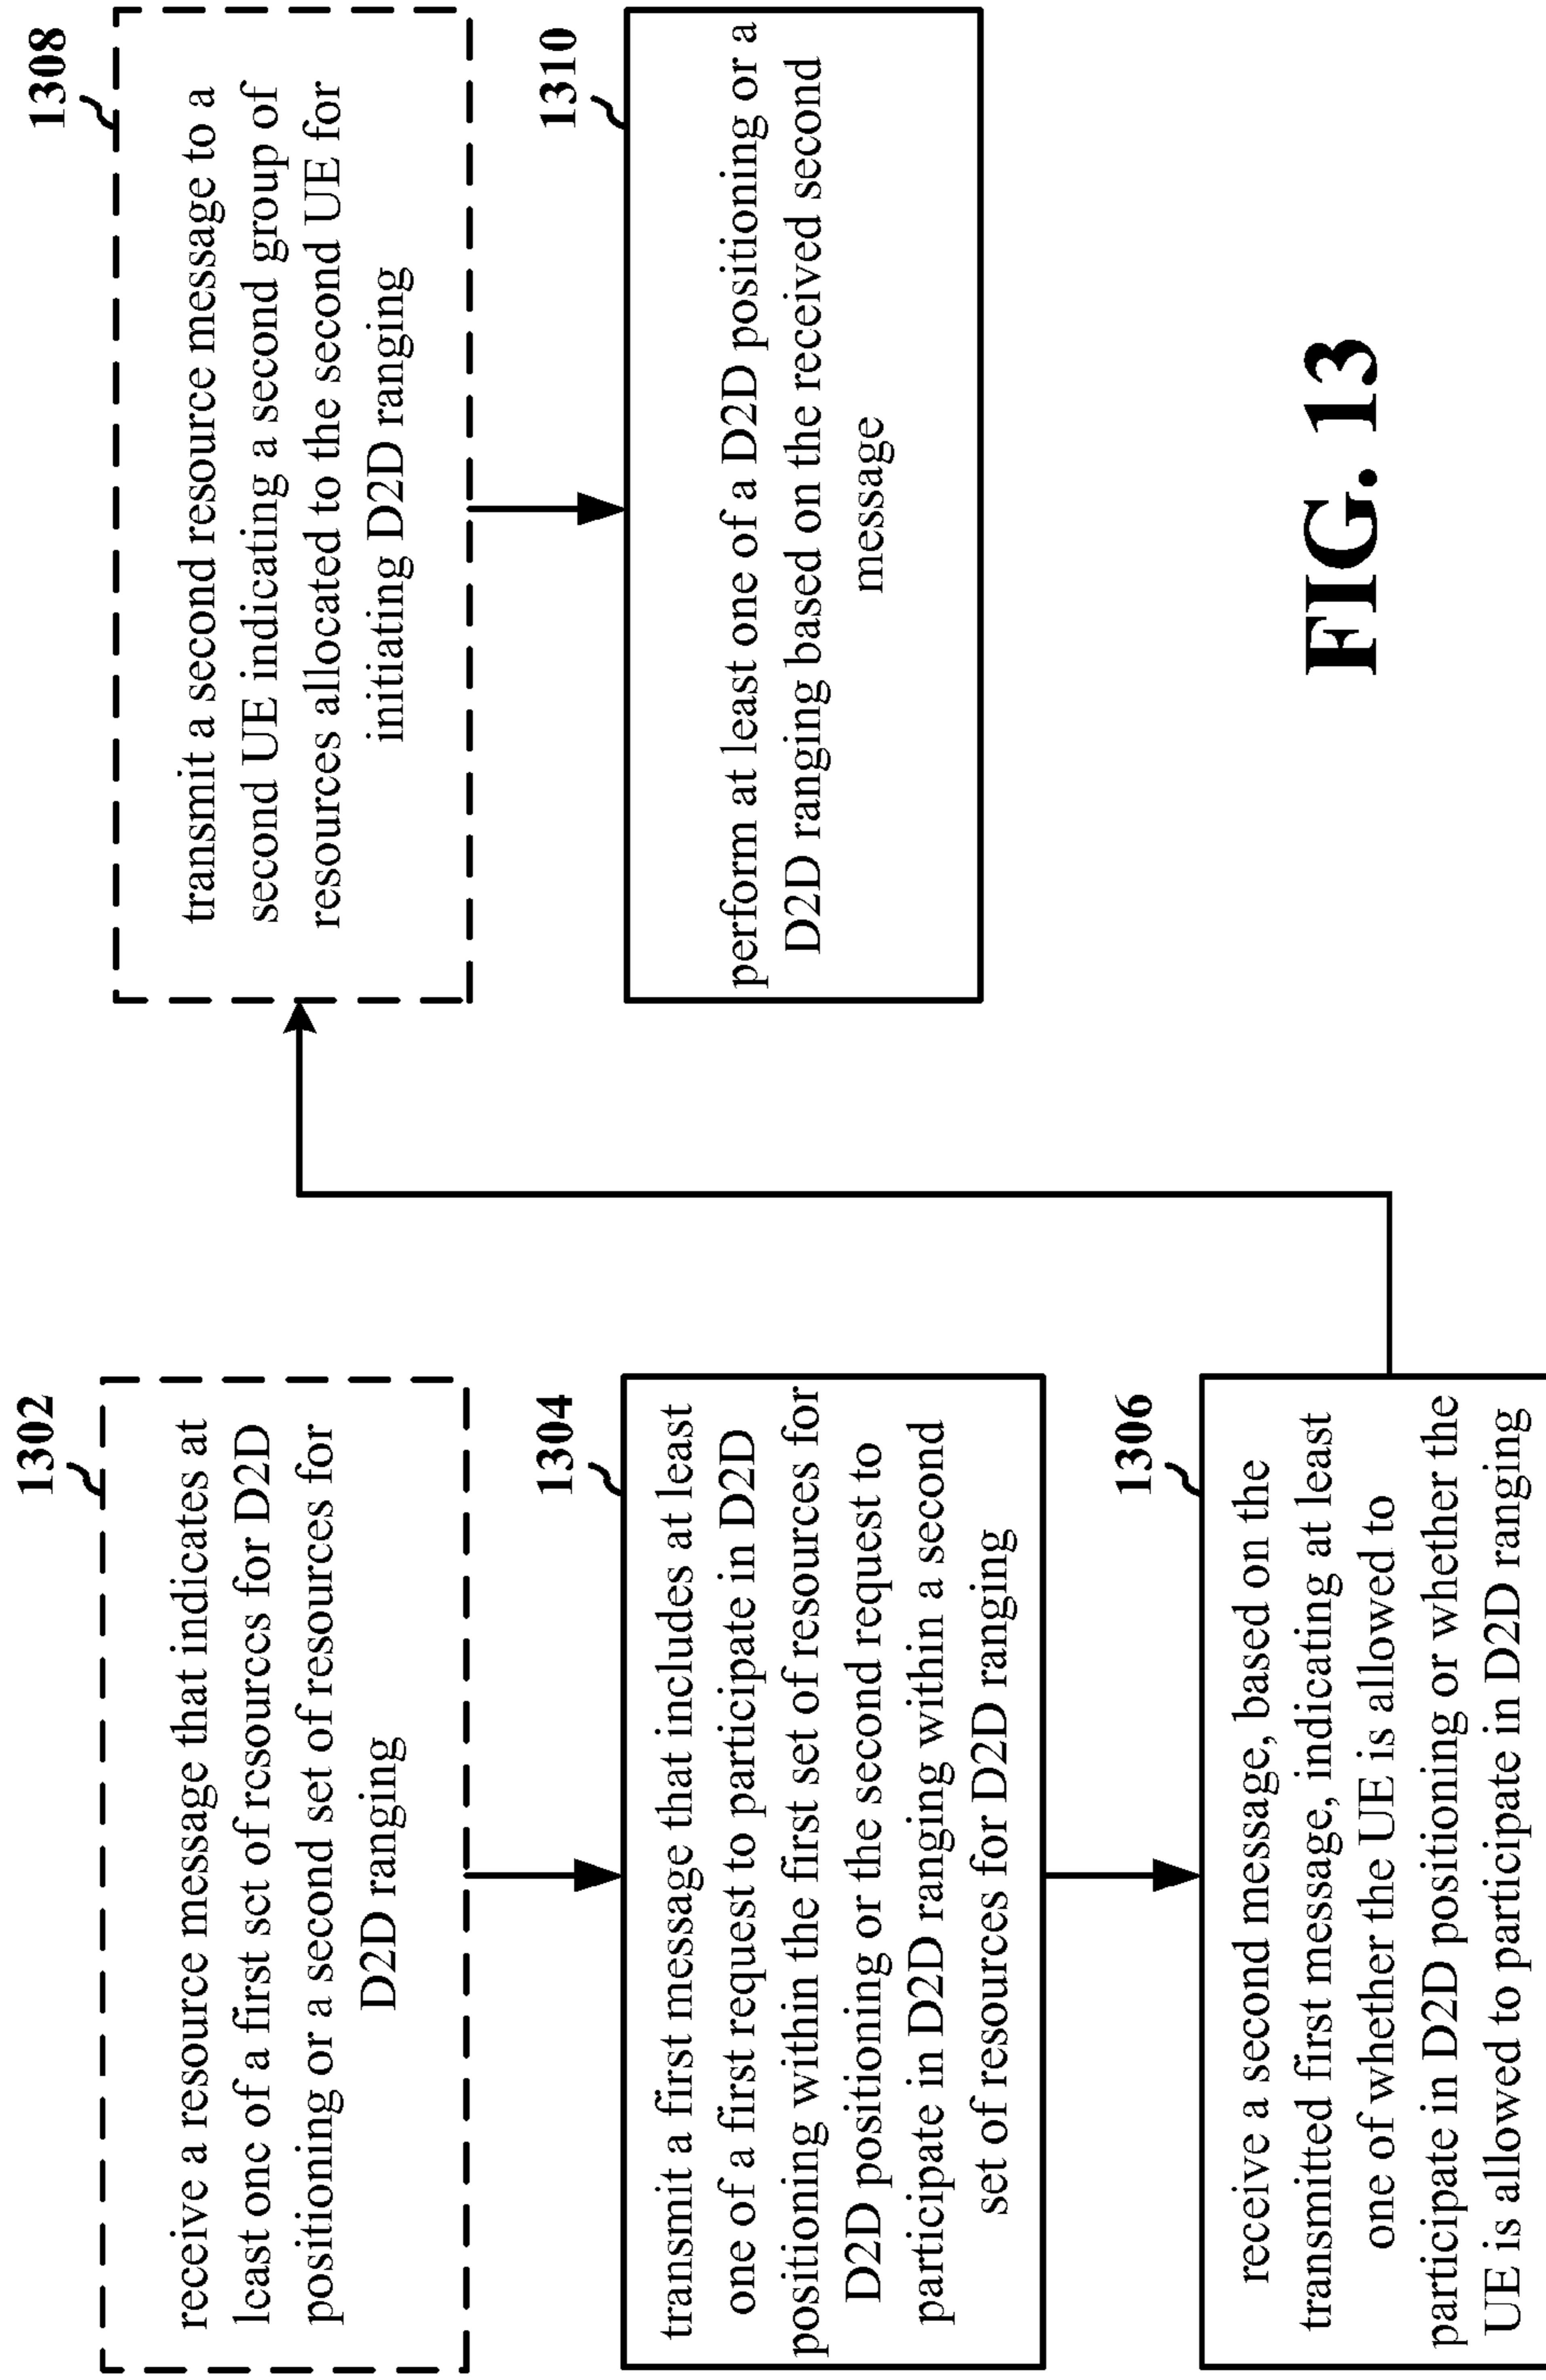 1302
receive a resource message that indicates at
least one of a first set of resources for D2D
positioning or a second set of resources for
D2D ranging
1304
transmit a first message that includes at least
one of a first request to participate in D2D
positioning within the first set of resources for
D2D positioning or the second request to
participate in D2D ranging within a second
set of resources for D2D ranging
1306
receive a second message, based on the
transmitted first message, indicating at least
one of whether the UE is allowed to
participate in D2D positioning or whether the
UE is allowed to participate in D2D ranging
1308
transmit a second resource message to a
second UE indicating a second group of
resources allocated to the second UE for
initiating D2D ranging
1310
perform at least one of a D2D positioning or a
D2D ranging based on the received second
message
FIG. 13